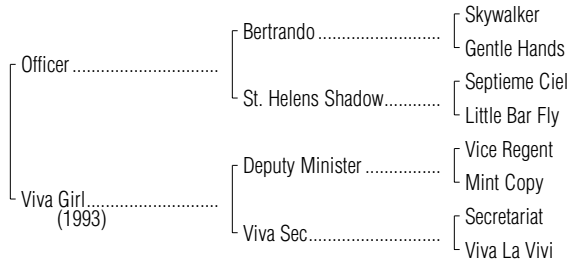 Skywalker
Bertrando ........................................
Gentle Hands
Officer ..................................
Septieme Ciel
St. Helens Shadow..................
Little Bar Fly
Vice Regent
Deputy Minister ........................
Mint Copy
Viva Girl..................................
(1993)
Secretariat
Viva Sec......................................
Viva La Vivi